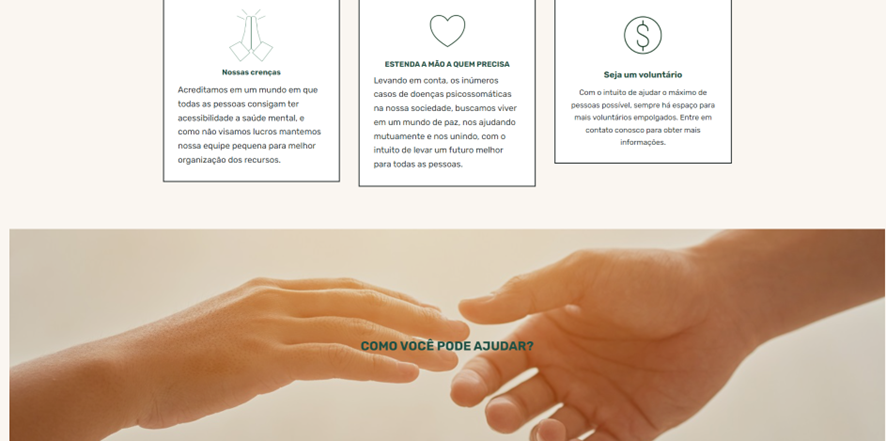 Nossas crenças
Acreditamos em um mundo em que
todas as pessoas consigam ter
acessibilidade a saúde mental, e
como não visamos lucros mantemos
nossa equipe pequena para melhor
organização dos recursos.
ESTENDA A MÃO A QUEM PRECISA
Levando em conta, os inúmeros
casos de doenças psicossomáticas
na nossa sociedade, buscamos viver
em um mundo de paz, nos ajudando
mutuamente e nos unindo, com o
intuito de levar um futuro melhor
para todas as pessoas.
Seja um voluntário
Com o intuito de ajudar o máximo de
pessoas possível, sempre há espaço para
mais voluntários empolgados. Entre em
contato conosco para obter mais
informações.
COMO VOCÊ PODE AJUDAR?